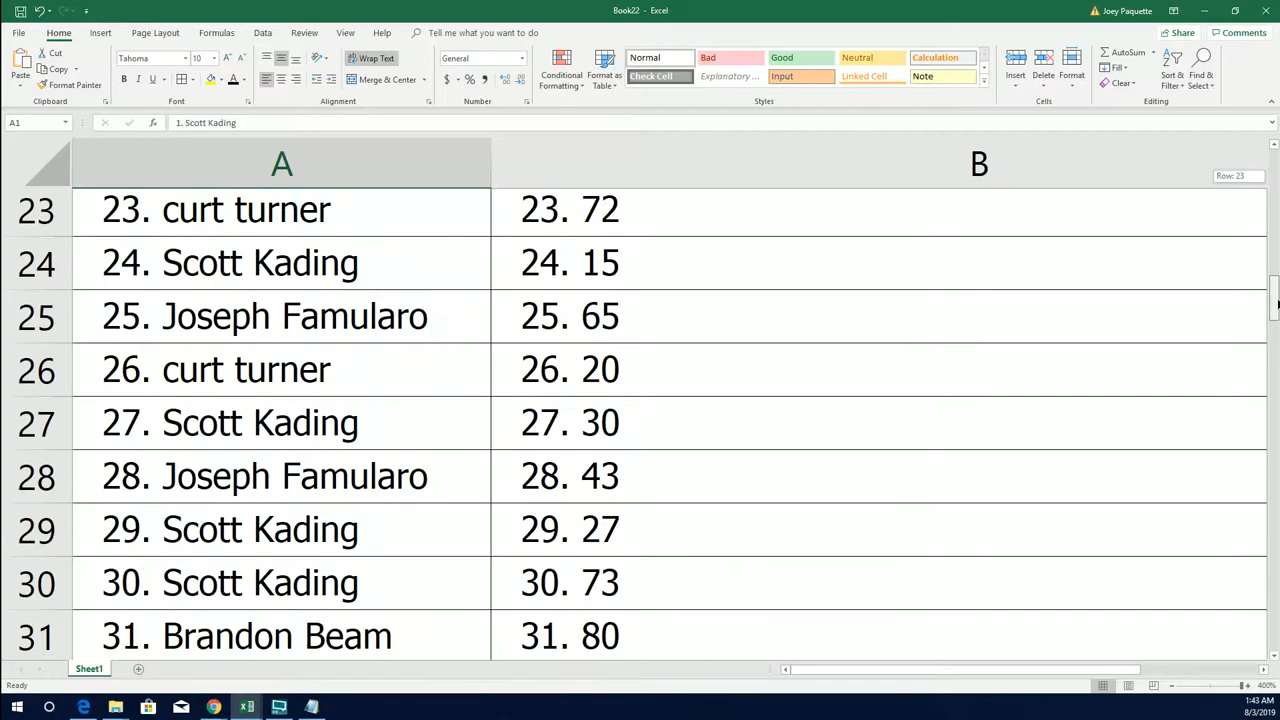 Book22 - Excel
Joey Paquette
File Home Insert Page Layout Formulas Data Review View Help Tell me what you want to do
Share Comments
Paste
Cut
Copy
Format Painter
Clipboard
Tahoma 10
B I U
Font
Wrap Text
Merge & Center
Alignment
General
$ % ,
Number
Conditional Formatting
Format as Table
Normal Bad Good Neutral Calculation
Check Cell Explanatory ... Input Linked Cell Note
Styles
Insert Delete Format
Cells
AutoSum
Fill
Clear
Sort & Filter
Find & Select
Editing
A1 fx 1. Scott Kading
A B
Row: 23
23 23. curt turner 23. 72
24 24. Scott Kading 24. 15
25 25. Joseph Famularo 25. 65
26 26. curt turner 26. 20
27 27. Scott Kading 27. 30
28 28. Joseph Famularo 28. 43
29 29. Scott Kading 29. 27
30 30. Scott Kading 30. 73
31 31. Brandon Beam 31. 80
Sheet1
Ready 400%
1:43 AM
8/3/2019